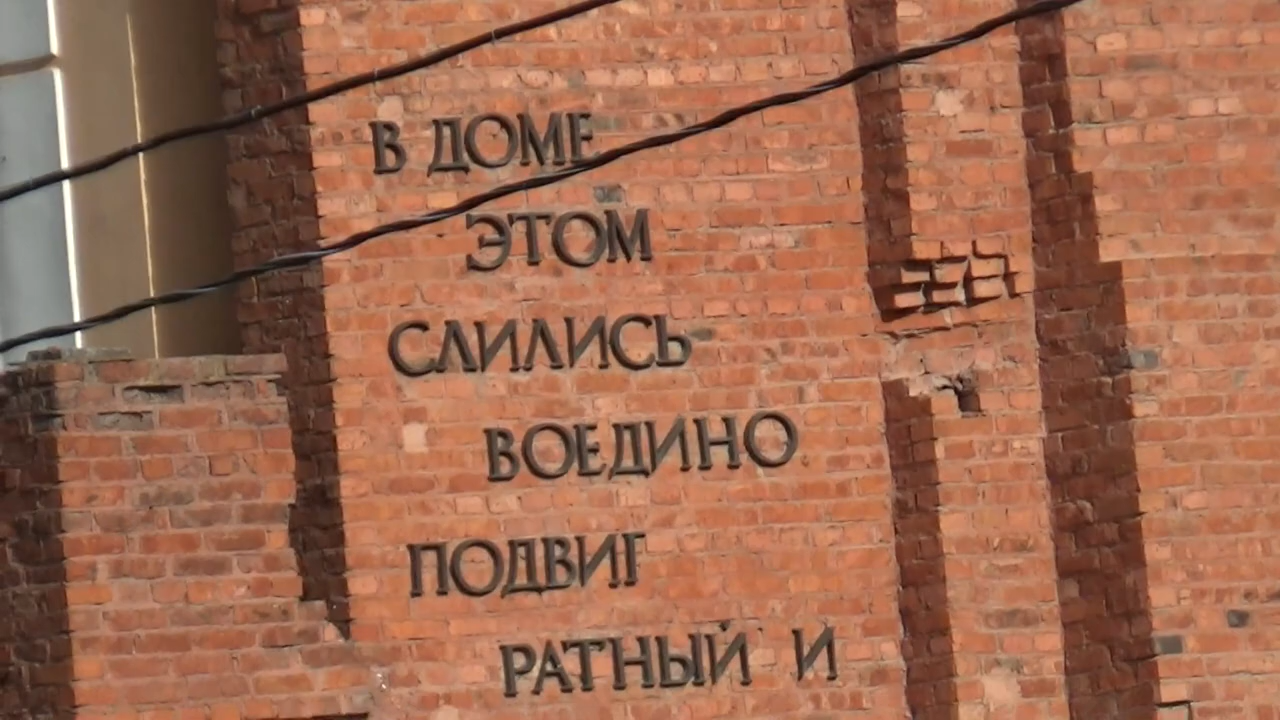 В ДОМЕ
ЭТОМ
СЛИЛИСЬ
ВОЕДИНО
ПОДВИГ
РАТНЫЙ И